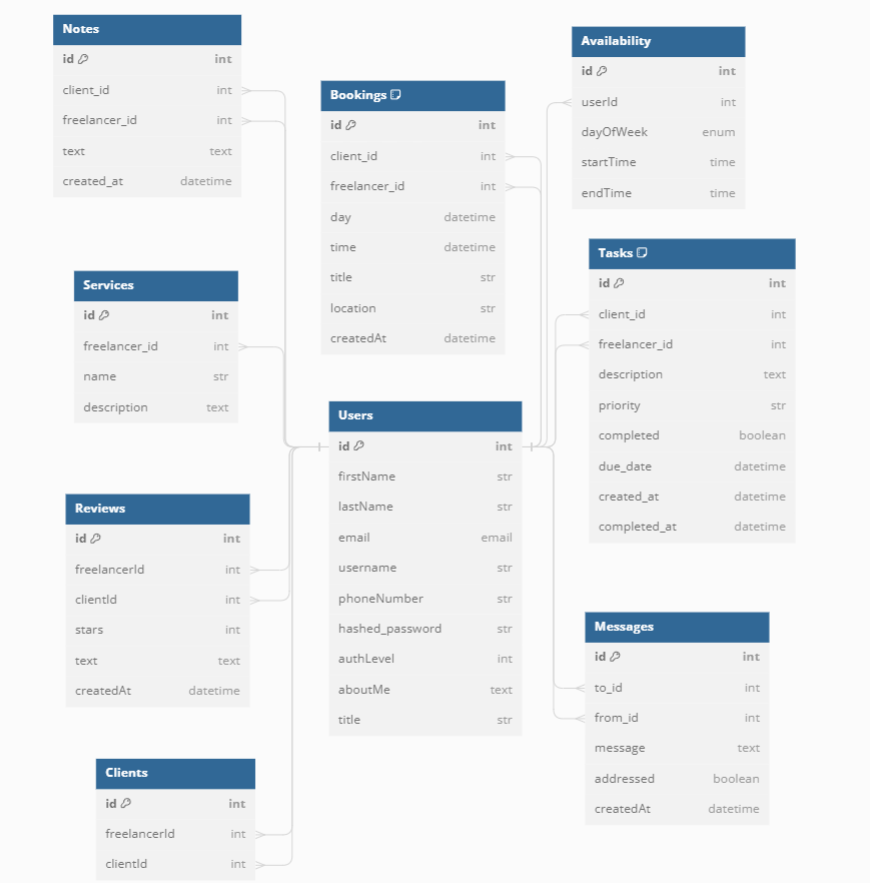 Notes
id int
client_id int
freelancer_id int
text text
created_at datetime
Bookings
id int
client_id int
freelancer_id int
day datetime
time datetime
title str
location str
createdAt datetime
Availability
id int
userId int
dayOfWeek enum
startTime time
endTime time
Services
id int
freelancer_id int
name str
description text
Tasks
id int
client_id int
freelancer_id int
description text
priority str
completed boolean
due_date datetime
created_at datetime
completed_at datetime
Users
id int
firstName str
lastName str
email email
username str
phoneNumber str
hashed_password str
authLevel int
aboutMe text
title str
Reviews
id int
freelancerId int
clientId int
stars int
text text
createdAt datetime
Messages
id int
to_id int
from_id int
message text
addressed boolean
createdAt datetime
Clients
id int
freelancerId int
clientId int